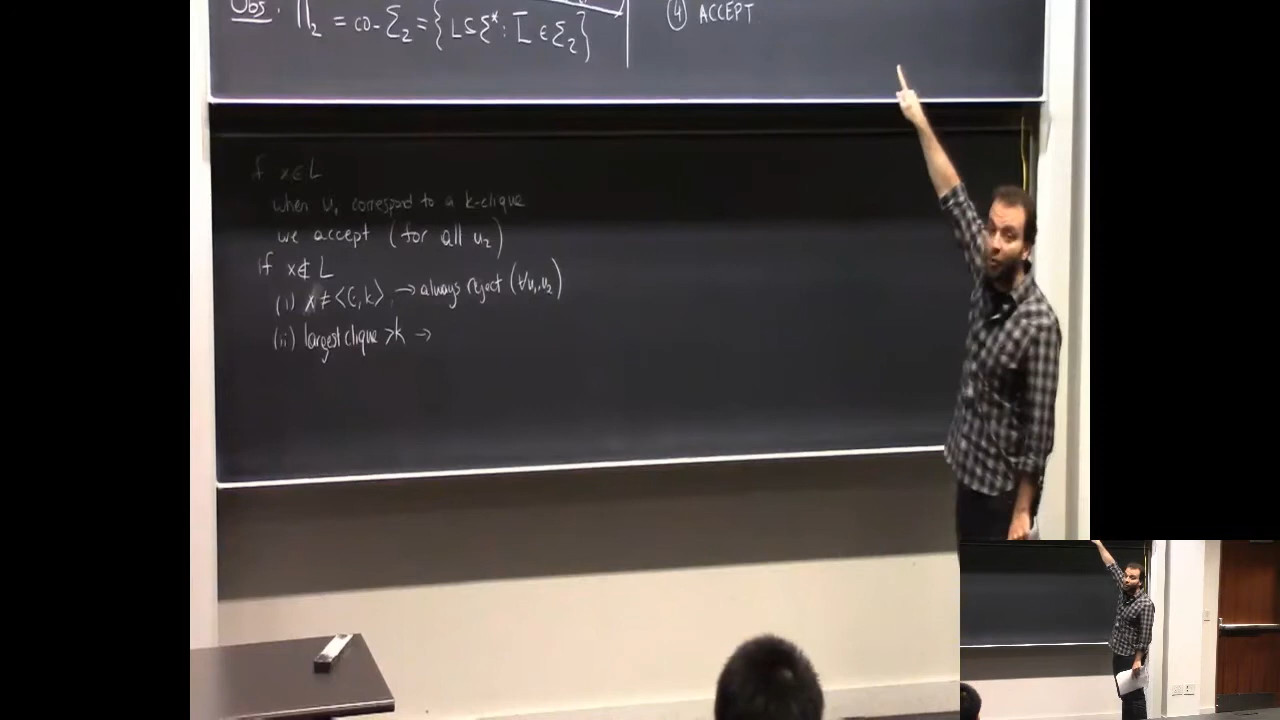 Obs. Π₂ = co-Σ₂ = {L⊆Σ* : L̅ ∈ Σ₂}
(4) ACCEPT
if x∈L
when u₁ correspond to a k-clique
we accept (for all u₂)
If x∉L
(i) x≠<G,k> → always reject (∀u₁,u₂)
(ii) largest clique >k →